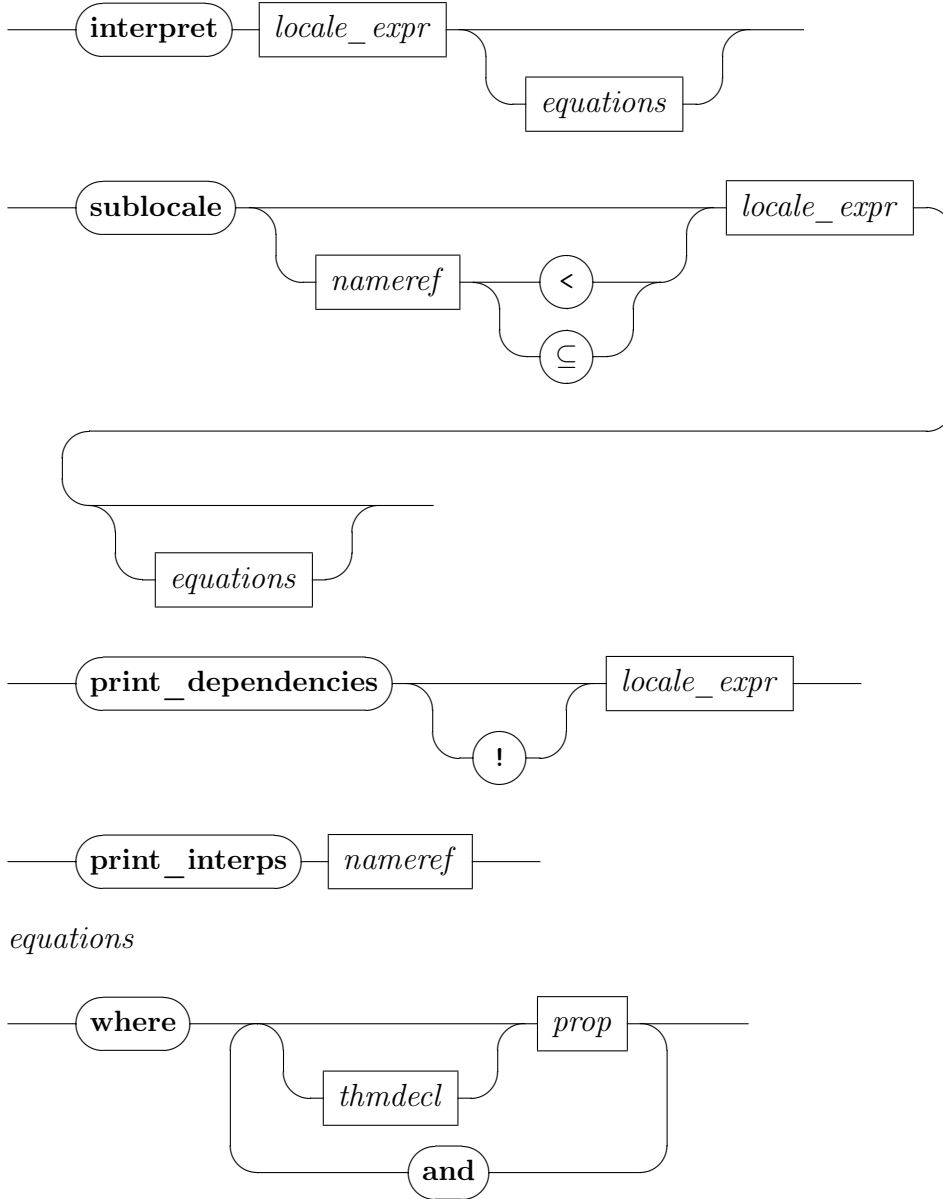 interpret locale_expr
equations
sublocale locale_expr
nameref <
⊆
equations
print_dependencies locale_expr
!
print_interps nameref
equations
where prop
thmdecl
and